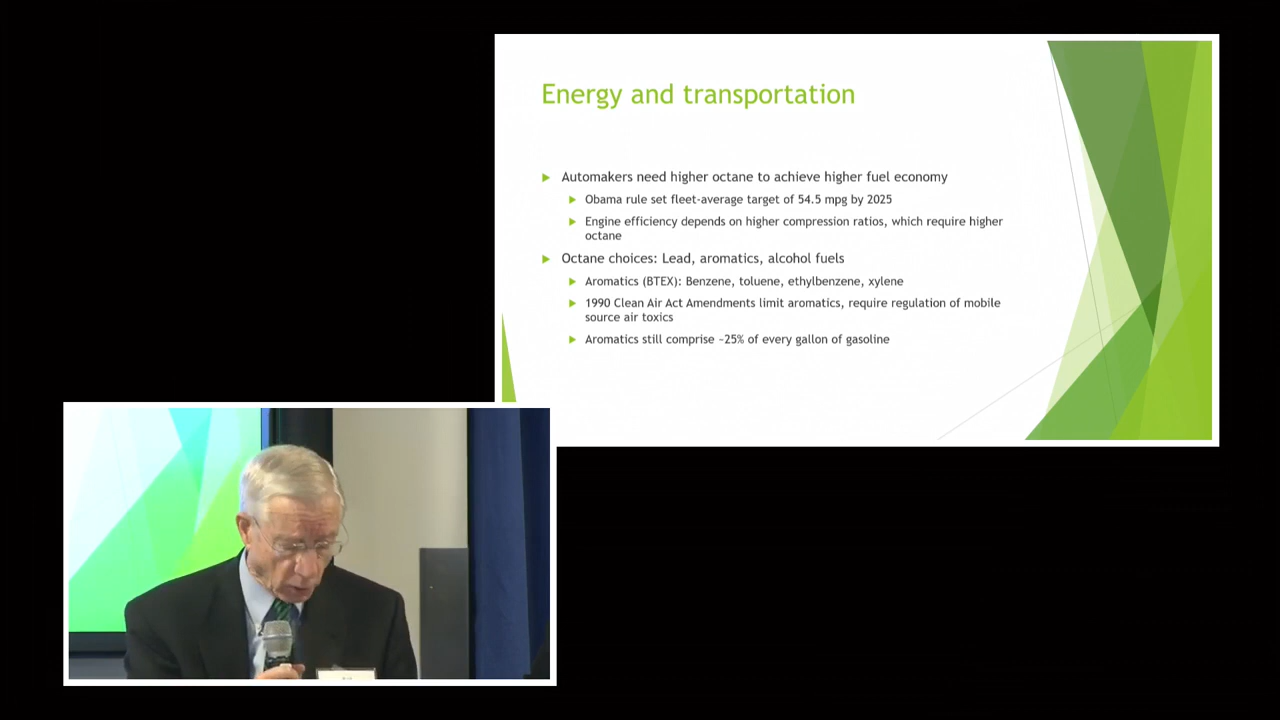 Energy and transportation
Automakers need higher octane to achieve higher fuel economy
Obama rule set fleet-average target of 54.5 mpg by 2025
Engine efficiency depends on higher compression ratios, which require higher
octane
Octane choices: Lead, aromatics, alcohol fuels
Aromatics (BTEX): Benzene, toluene, ethylbenzene, xylene
1990 Clean Air Act Amendments limit aromatics, require regulation of mobile
source air toxics
Aromatics still comprise ~25% of every gallon of gasoline